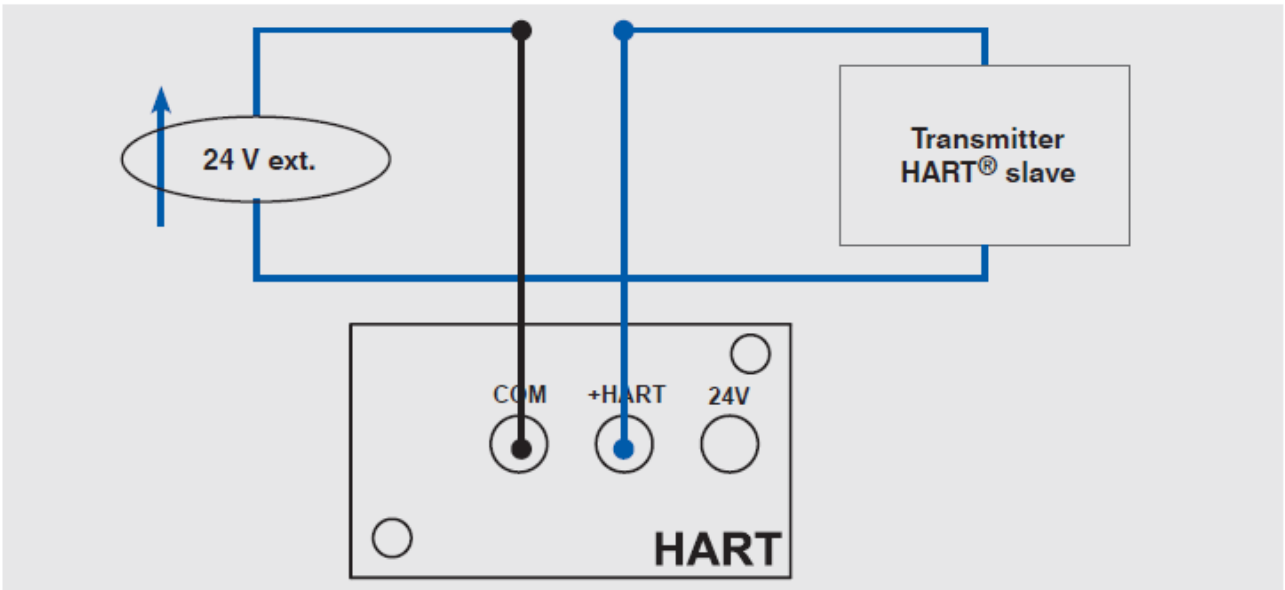 24 V ext.
Transmitter
HART® slave
COM +HART 24V
HART